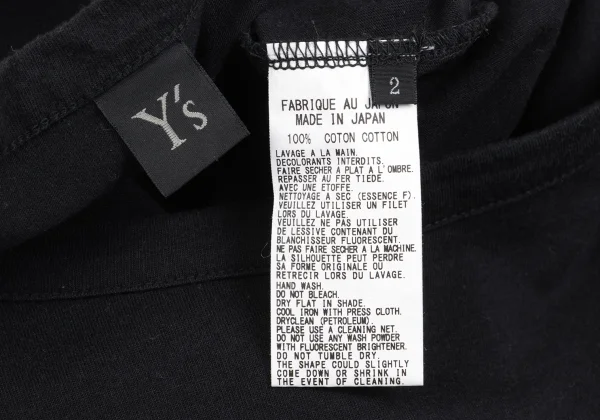 Y's
2
FABRIQUE AU JAPON
MADE IN JAPAN
100% COTON COTTON
LAVAGE A LA MAIN.
DECOLORANTS INTERDITS.
FAIRE SECHER A PLAT A L'OMBRE.
REPASSER AU FER TIEDE.
AVEC UNE ETOFFE.
NETTOYAGE A SEC (ESSENCE F).
VEUILLEZ UTILISER UN FILET
LORS DU LAVAGE.
VEUILLEZ NE PAS UTILISER
DE LESSIVE CONTENANT DU
BLANCHISSEUR FLUORESCENT.
NE PAS FAIRE SECHER A LA MACHINE.
LA SILHOUETTE PEUT PERDRE
SA FORME ORIGINALE OU
RETRECIR LORS DU LAVAGE.
HAND WASH.
DO NOT BLEACH.
DRY FLAT IN SHADE.
COOL IRON WITH PRESS CLOTH.
DRYCLEAN (PETROLEUM).
PLEASE USE A CLEANING NET.
DO NOT USE ANY WASH POWDER
WITH FLUORESCENT BRIGHTENER.
DO NOT TUMBLE DRY.
THE SHAPE COULD SLIGHTLY
COME DOWN OR SHRINK IN
THE EVENT OF CLEANING.